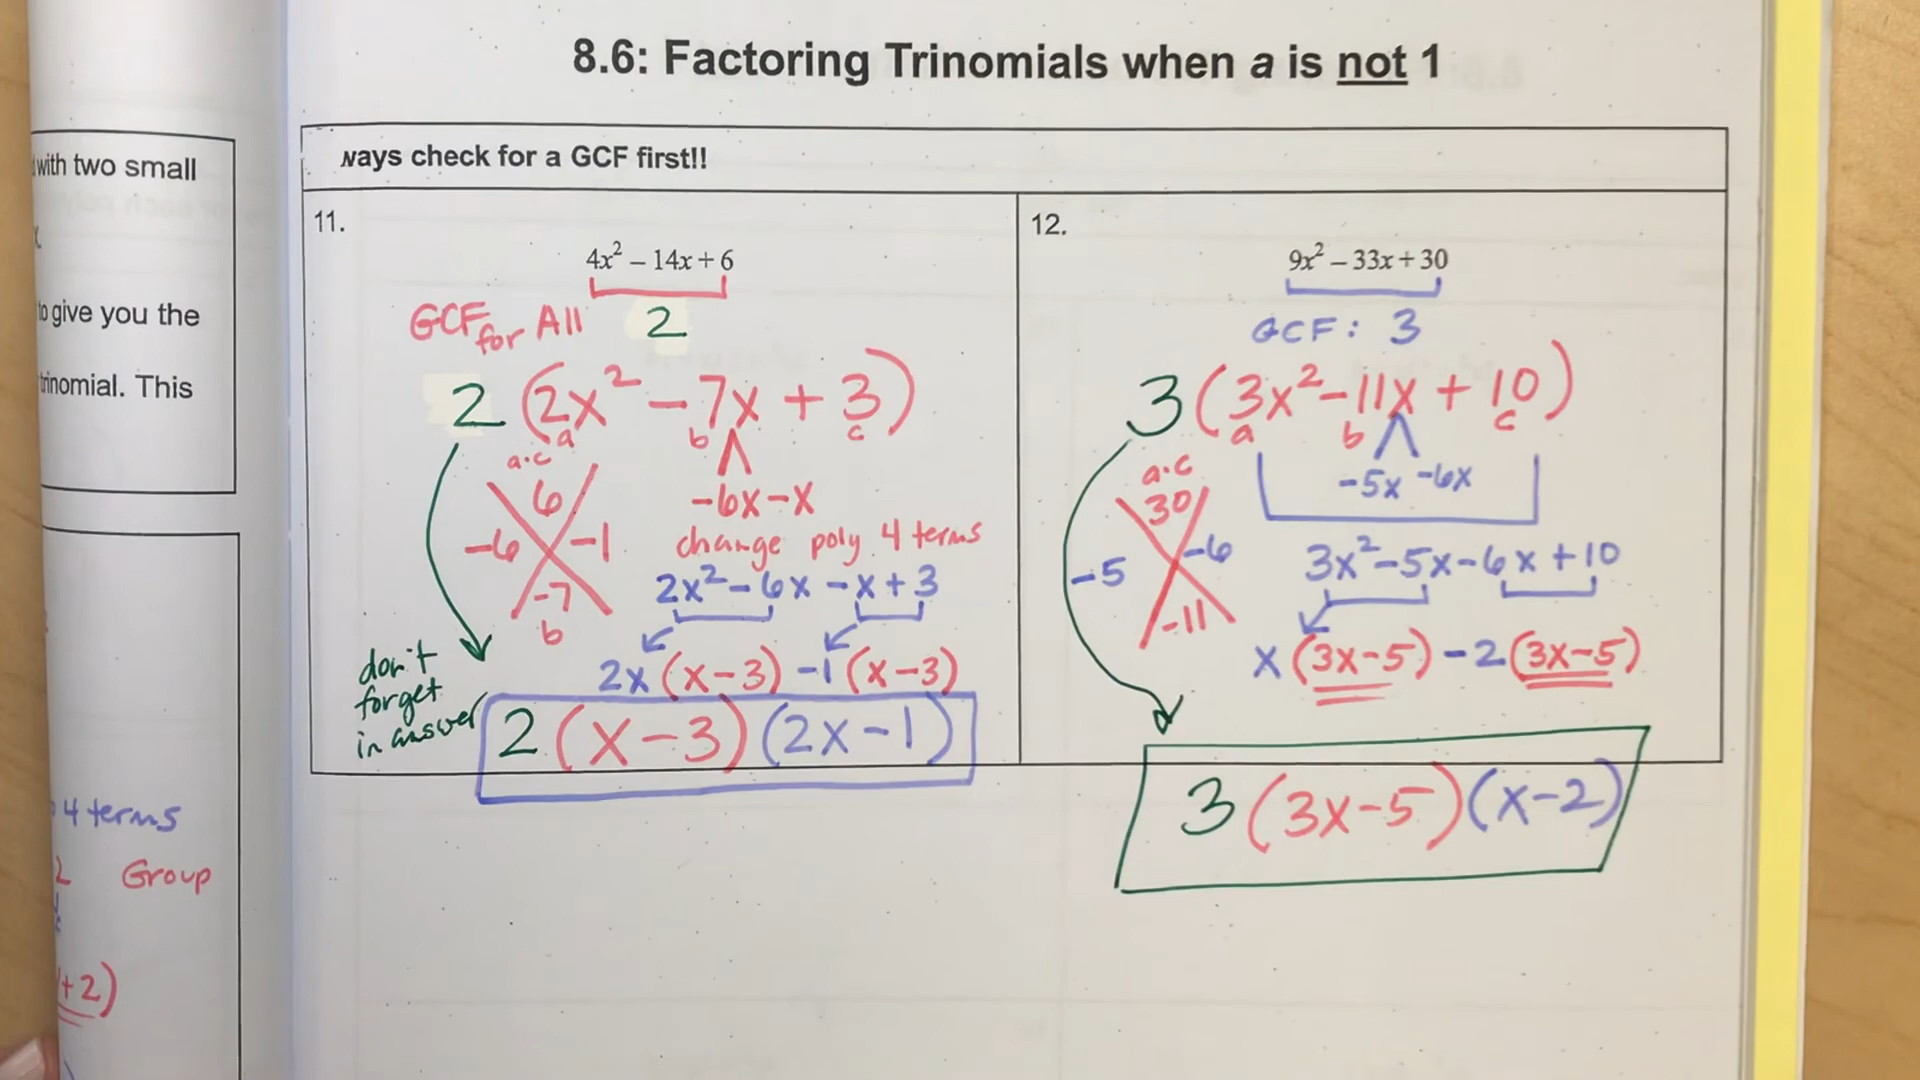 8.6: Factoring Trinomials when a is not 1
ways check for a GCF first!!
with two small
to give you the
trinomial. This
4 terms
2 Group
+2)
11.
4x² – 14x + 6
GCF for All 2
2 (2x² – 7x + 3)
a b c
a·c
6
-6x - x
-6 -1
change poly 4 terms
-7
b
2x² - 6x - x + 3
2x (x-3) -1 (x-3)
don't
forget
in answer
2 (x-3) (2x-1)
12.
9x² – 33x + 30
GCF: 3
3 (3x² - 11x + 10)
a b c
a·c
30
-5x -6x
-5 -6
-11
3x² - 5x - 6x + 10
x (3x-5) - 2 (3x-5)
3 (3x-5) (x-2)